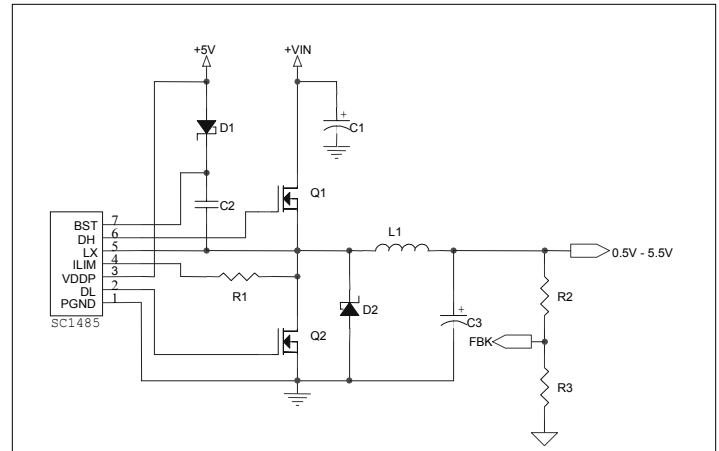 +5V
+VIN
D1
+
C1
Q1
C2
BST 7
DH 6
LX 5
ILIM 4
VDDP 3
DL 2
PGND 1
SC1485
L1
0.5V - 5.5V
R1
D2
+
C3
R2
Q2
FBK
R3